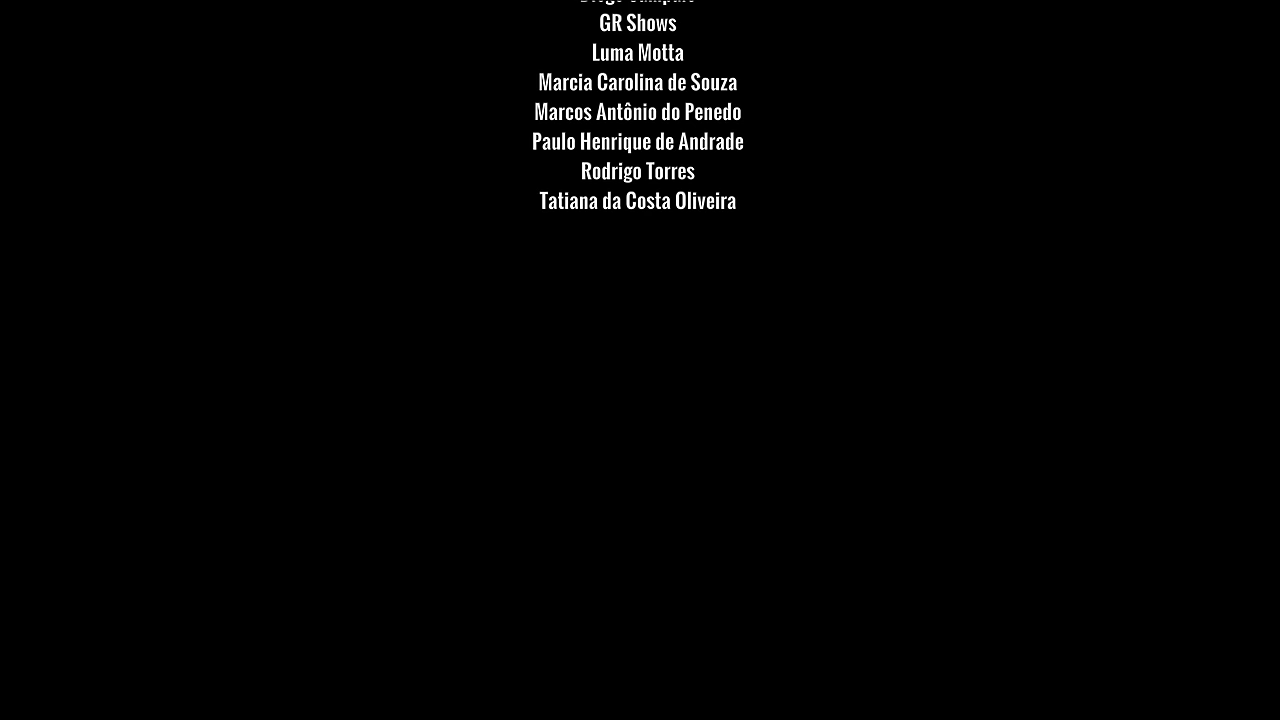 GR Shows
Luma Motta
Marcia Carolina de Souza
Marcos Antônio do Penedo
Paulo Henrique de Andrade
Rodrigo Torres
Tatiana da Costa Oliveira